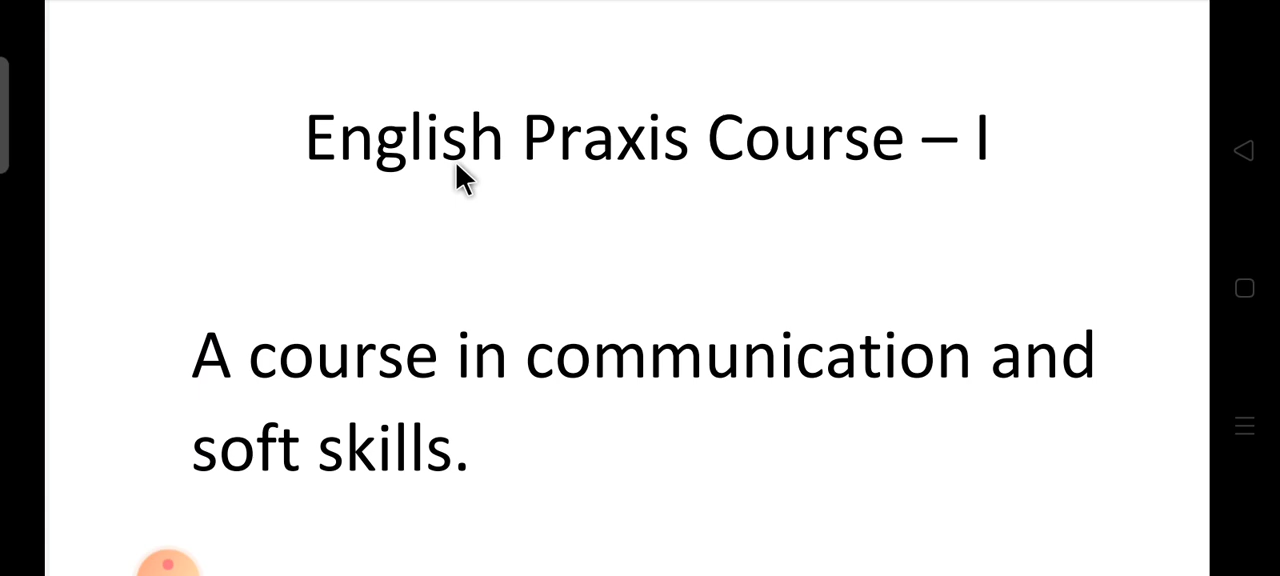 English Praxis Course – I
A course in communication and
soft skills.